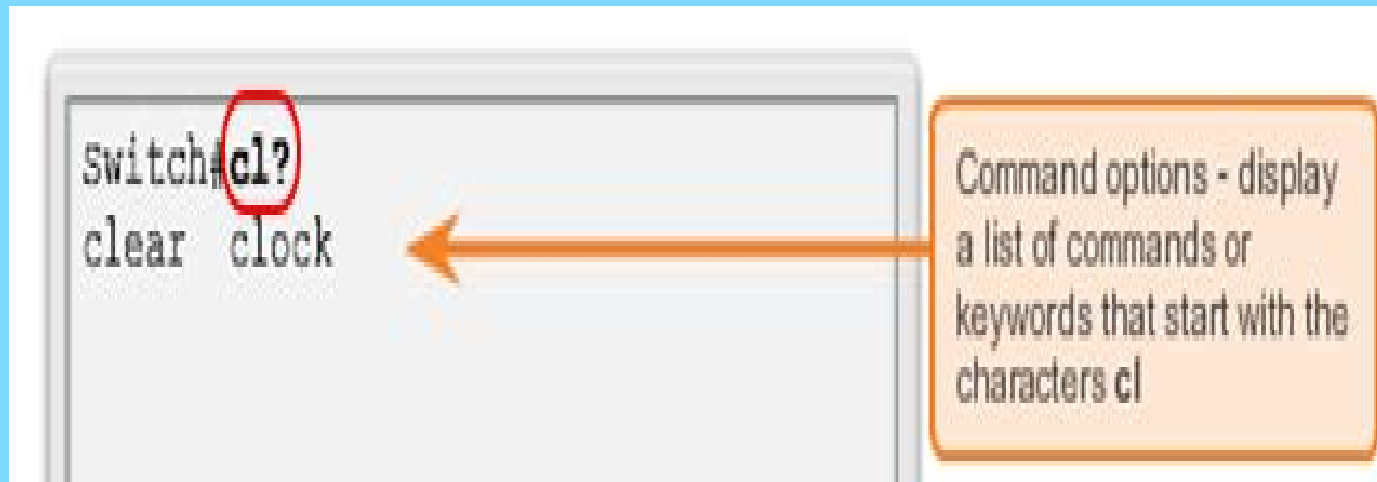 Switch#cl?
clear clock
Command options - display
a list of commands or
keywords that start with the
characters cl